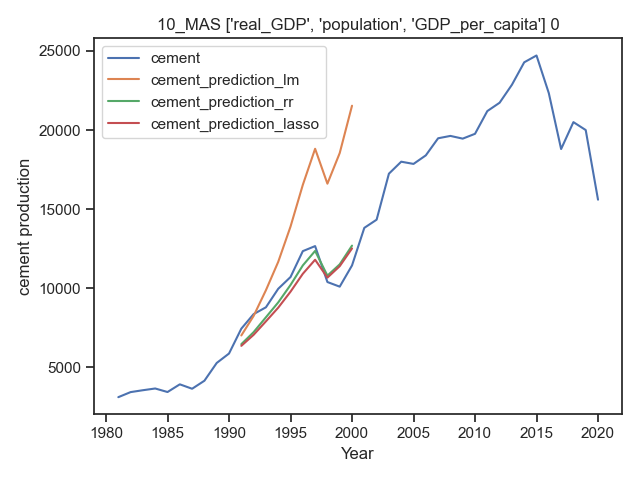 10_MAS ['real_GDP', 'population', 'GDP_per_capita'] 0
cement
cement_prediction_lm
cement_prediction_rr
cement_prediction_lasso
25000
20000
15000
10000
5000
cement production
1980
1985
1990
1995
2000
2005
2010
2015
2020
Year